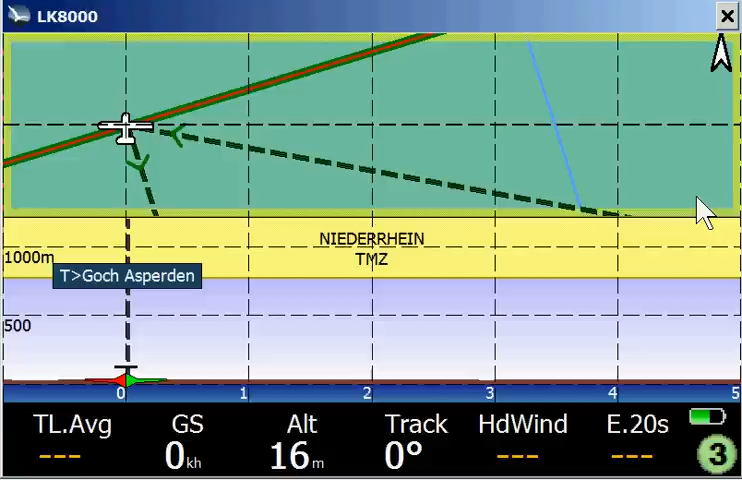 LK8000
NIEDERRHEIN
TMZ
1000m
T>Goch Asperden
500
0 1 2 3 4 5
TL.Avg GS Alt Track HdWind E.20s
--- 0kh 16m 0° --- ---
3